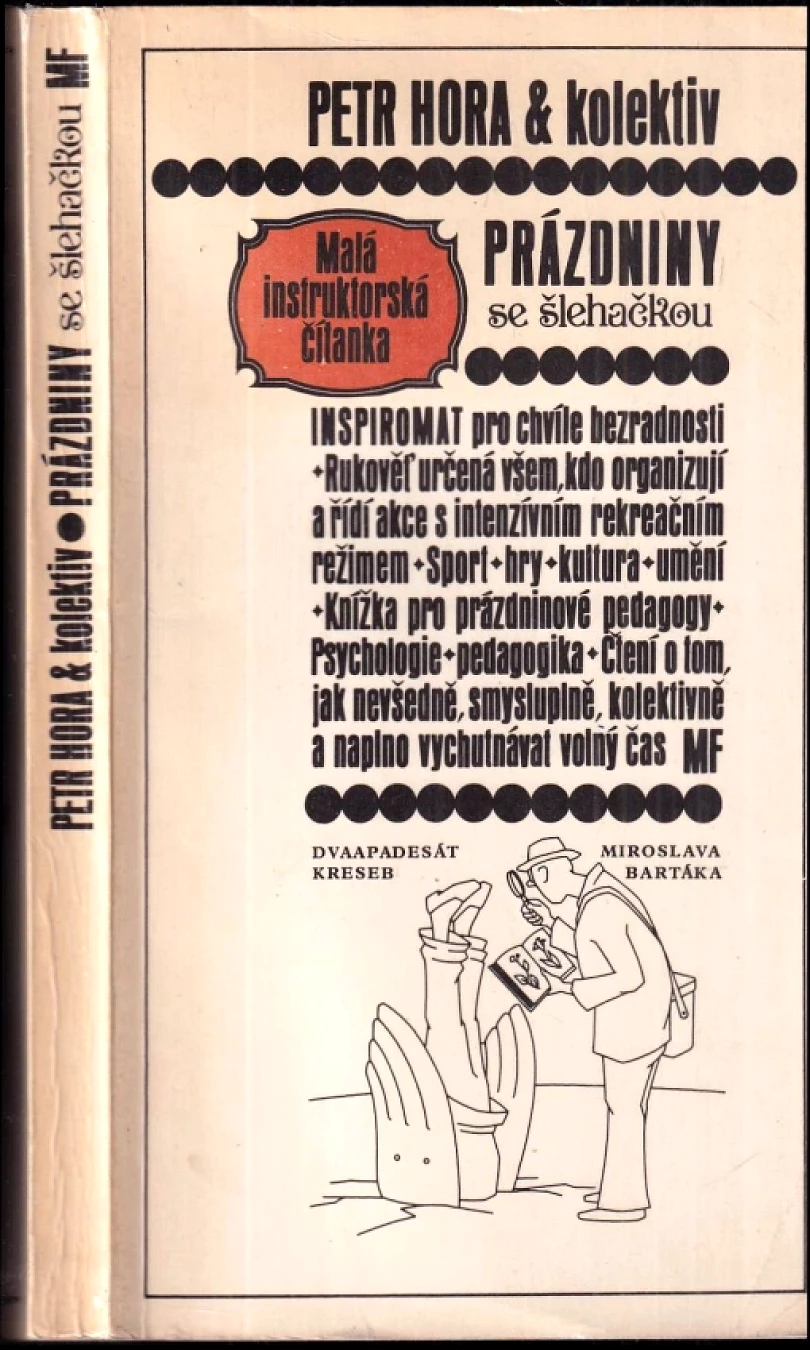 PETR HORA & kolektiv ● PRÁZDNINY se šlehačkou MF
PETR HORA & kolektiv
Malá
instruktorská
čítanka
PRÁZDNINY
se šlehačkou
INSPIROMAT pro chvíle bezradnosti
✦Rukověť určená všem, kdo organizují
a řídí akce s intenzívním rekreačním
režimem✦Sport✦hry✦kultura✦umění
✦Knížka pro prázdninové pedagogy✦
Psychologie✦pedagogika✦Čtení o tom,
jak nevšedně, smysluplně, kolektivně
a naplno vychutnávat volný čas MF
DVAAPADESÁT
KRESEB
MIROSLAVA
BARTÁKA